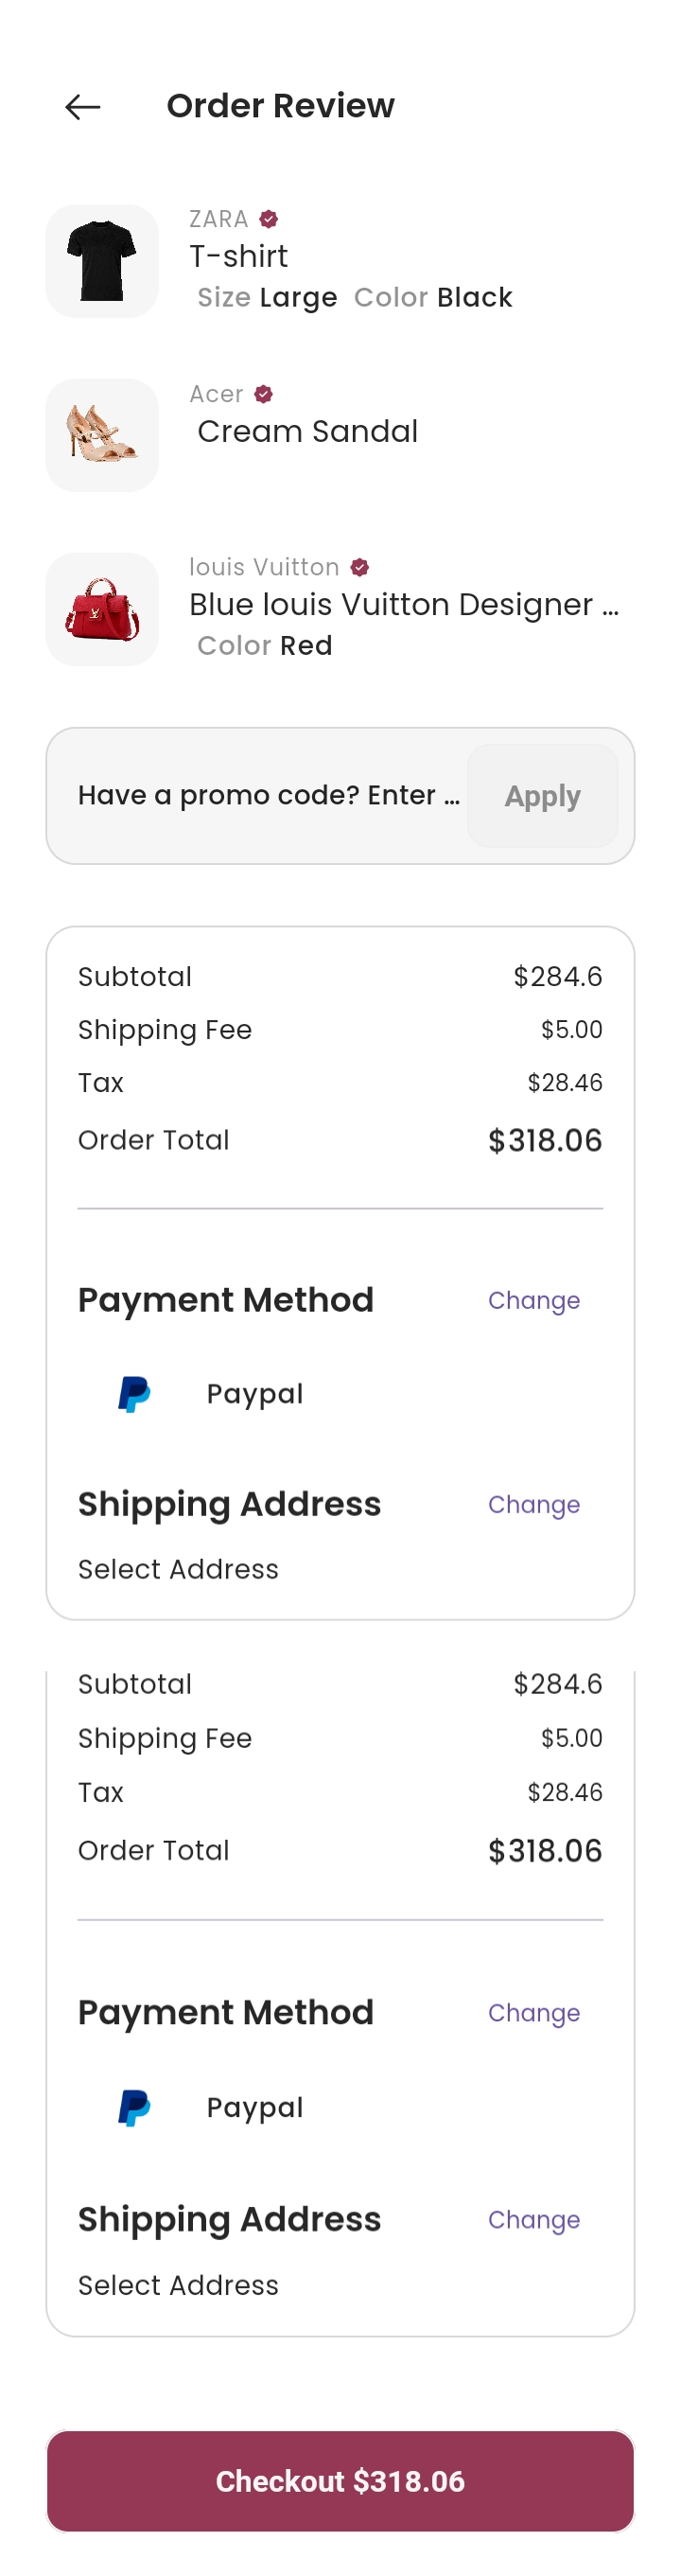 Order Review
ZARA
T-shirt
Size Large Color Black
Acer
Cream Sandal
louis Vuitton
Blue louis Vuitton Designer ...
Color Red
Have a promo code? Enter ... Apply
Subtotal $284.6
Shipping Fee $5.00
Tax $28.46
Order Total $318.06
Payment Method Change
Paypal
Shipping Address Change
Select Address
Subtotal $284.6
Shipping Fee $5.00
Tax $28.46
Order Total $318.06
Payment Method Change
Paypal
Shipping Address Change
Select Address
Checkout $318.06